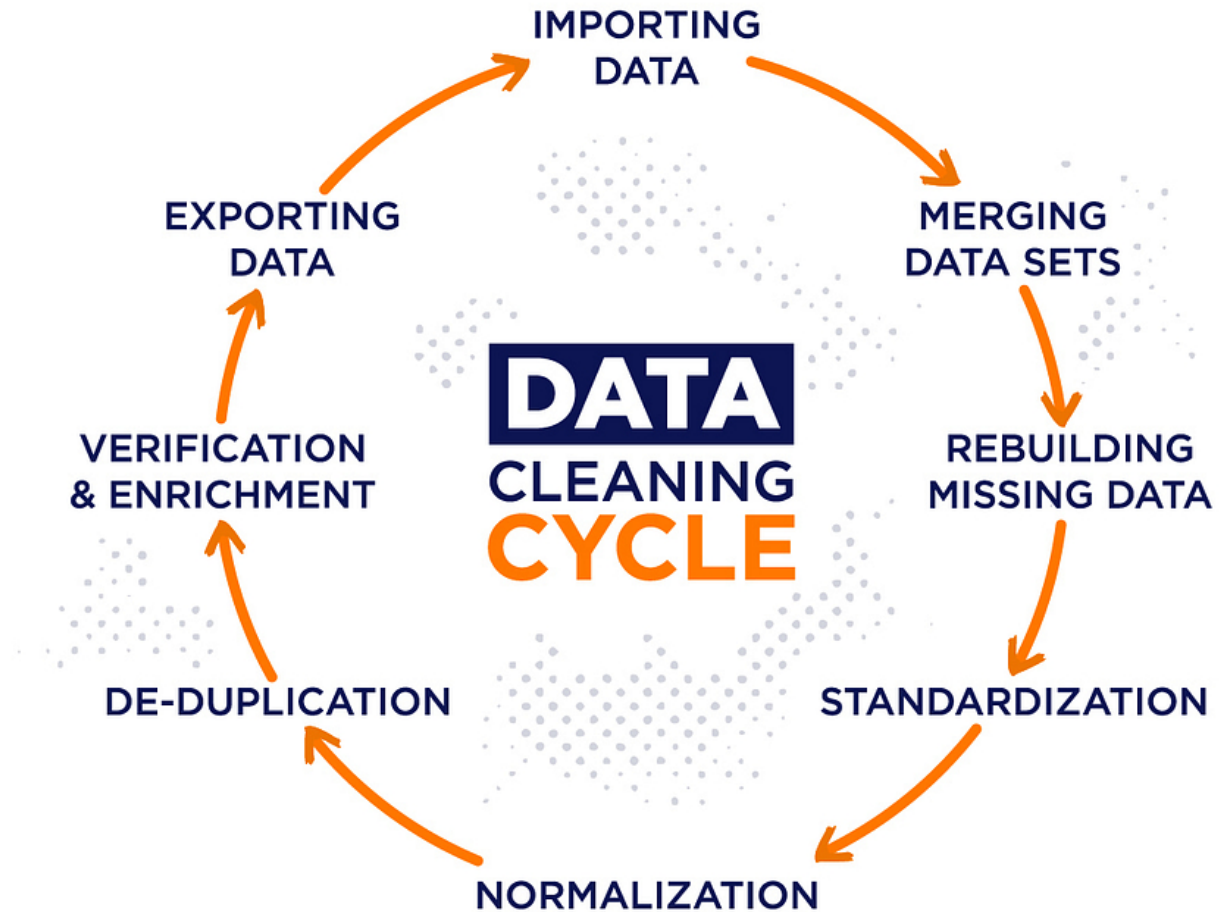 IMPORTING
DATA
MERGING
DATA SETS
REBUILDING
MISSING DATA
STANDARDIZATION
NORMALIZATION
DE-DUPLICATION
VERIFICATION
& ENRICHMENT
EXPORTING
DATA
DATA
CLEANING
CYCLE